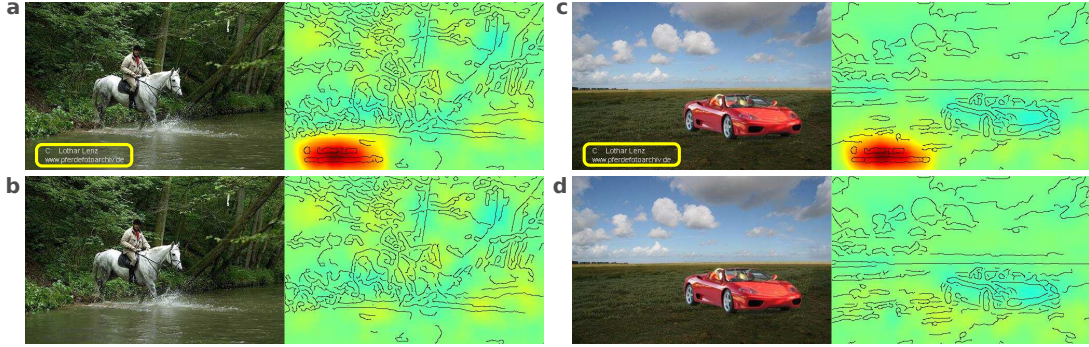 a
C Lothar Lenz
www.pferdefotoarchiv.de
b
c
C Lothar Lenz
www.pferdefotoarchiv.de
d